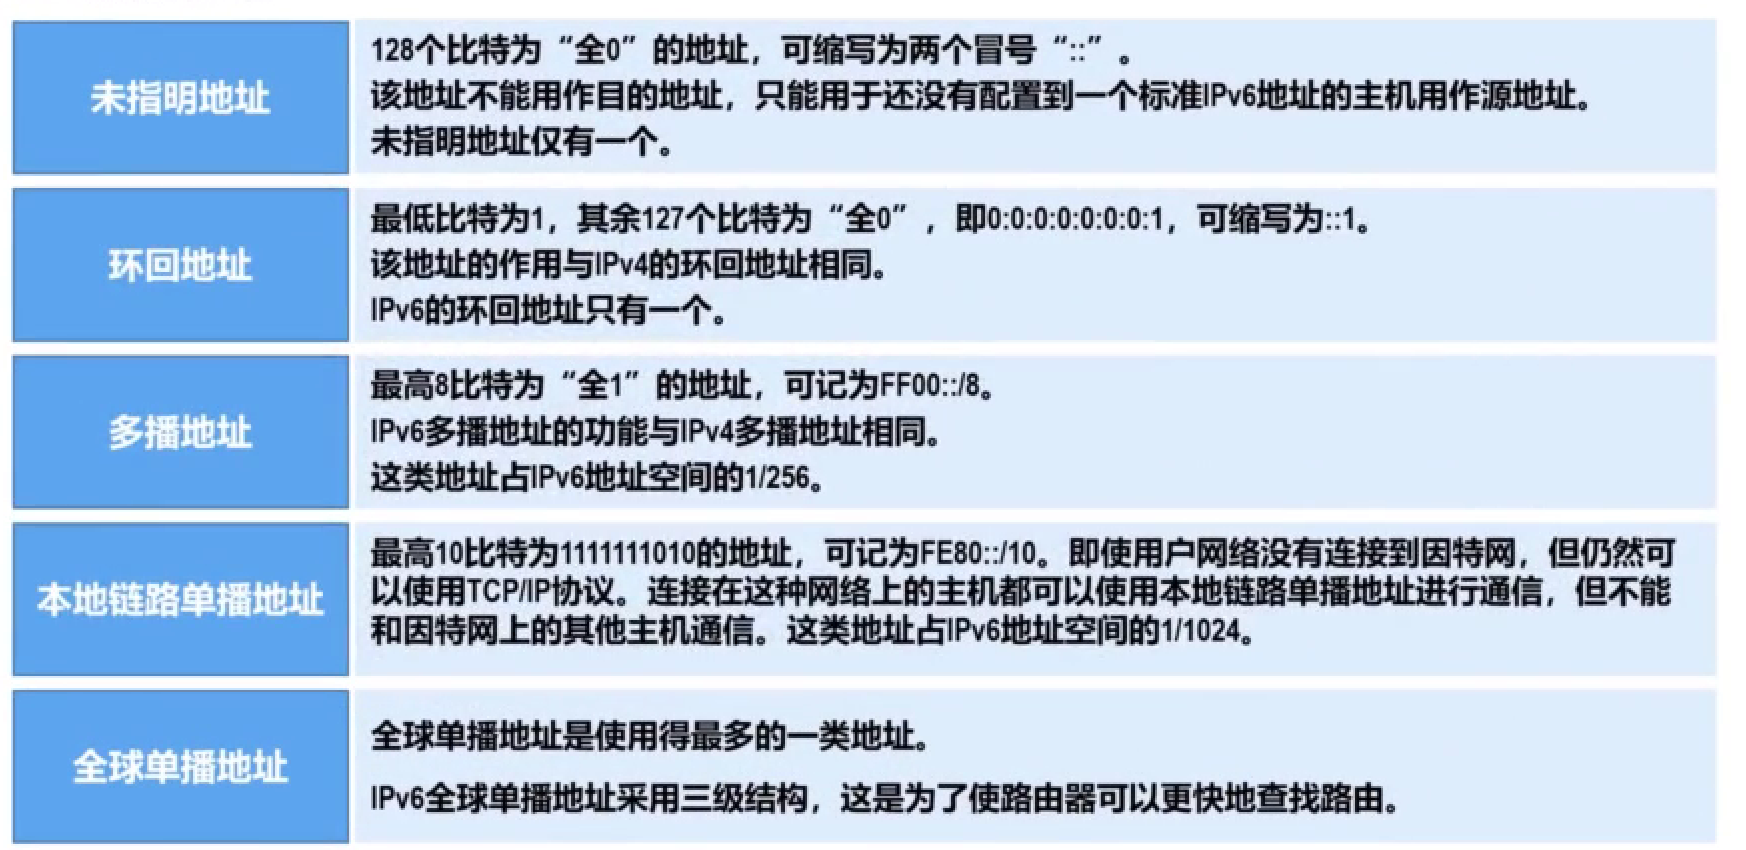 未指明地址
128个比特为“全0”的地址，可缩写为两个冒号“::”。
该地址不能用作目的地址，只能用于还没有配置到一个标准IPv6地址的主机用作源地址。
未指明地址仅有一个。
环回地址
最低比特为1，其余127个比特为“全0”，即0:0:0:0:0:0:0:1，可缩写为::1。
该地址的作用与IPv4的环回地址相同。
IPv6的环回地址只有一个。
多播地址
最高8比特为“全1”的地址，可记为FF00::/8。
IPv6多播地址的功能与IPv4多播地址相同。
这类地址占IPv6地址空间的1/256。
本地链路单播地址
最高10比特为1111111010的地址，可记为FE80::/10。即使用户网络没有连接到因特网，但仍然可
以使用TCP/IP协议。连接在这种网络上的主机都可以使用本地链路单播地址进行通信，但不能
和因特网上的其他主机通信。这类地址占IPv6地址空间的1/1024。
全球单播地址
全球单播地址是使用得最多的一类地址。
IPv6全球单播地址采用三级结构，这是为了使路由器可以更快地查找路由。